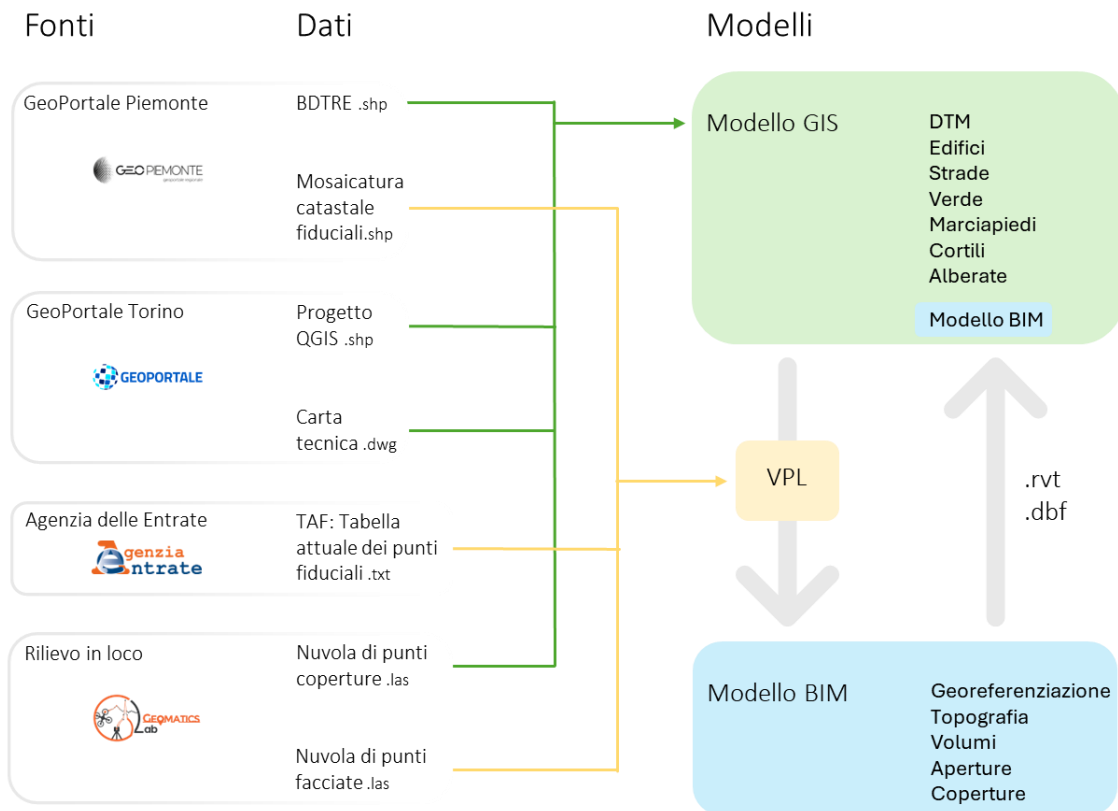 Fonti
Dati
Modelli
GeoPortale Piemonte
GEOPIEMONTE
geoportale regionale
BDTRE .shp
Mosaicatura
catastale
fiduciali.shp
GeoPortale Torino
GEOPORTALE
Progetto
QGIS .shp
Carta
tecnica .dwg
Agenzia delle Entrate
Agenzia
Entrate
TAF: Tabella
attuale dei punti
fiduciali .txt
Rilievo in loco
GEOMATICS
Lab
Nuvola di punti
coperture .las
Nuvola di punti
facciate .las
Modello GIS
DTM
Edifici
Strade
Verde
Marciapiedi
Cortili
Alberate
Modello BIM
VPL
.rvt
.dbf
Modello BIM
Georeferenziazione
Topografia
Volumi
Aperture
Coperture